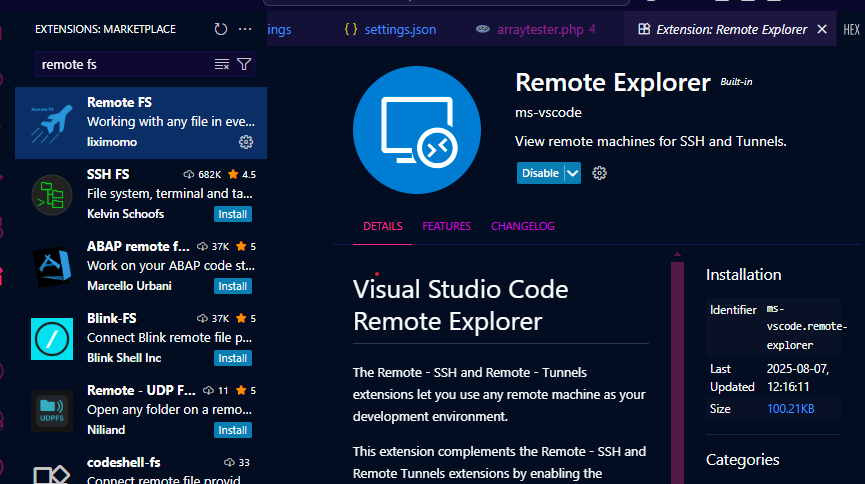 EXTENSIONS: MARKETPLACE
remote fs
Remote FS
Working with any file in eve...
liximomo
SSH FS 682K 4.5
File system, terminal and ta...
Kelvin Schoofs Install
ABAP remote f... 37K 5
Work on your ABAP code st...
Marcello Urbani Install
Blink-FS 37K 5
Connect Blink remote file p...
Blink Shell Inc Install
Remote - UDP F... 11 5
Open any folder on a remo...
UDPFS
Niliand Install
codeshell-fs 33
Connect remote file provid...
ings {} settings.json arraytester.php 4 Extension: Remote Explorer HEX
Remote Explorer Built-in
ms-vscode
View remote machines for SSH and Tunnels.
Disable
DETAILS FEATURES CHANGELOG
Visual Studio Code
Remote Explorer
The Remote - SSH and Remote - Tunnels
extensions let you use any remote machine as your
development environment.
This extension complements the Remote - SSH and
Remote Tunnels extensions by enabling the
Installation
Identifier ms-
vscode.remote-
explorer
Last 2025-08-07,
Updated 12:16:11
Size 100.21KB
Categories